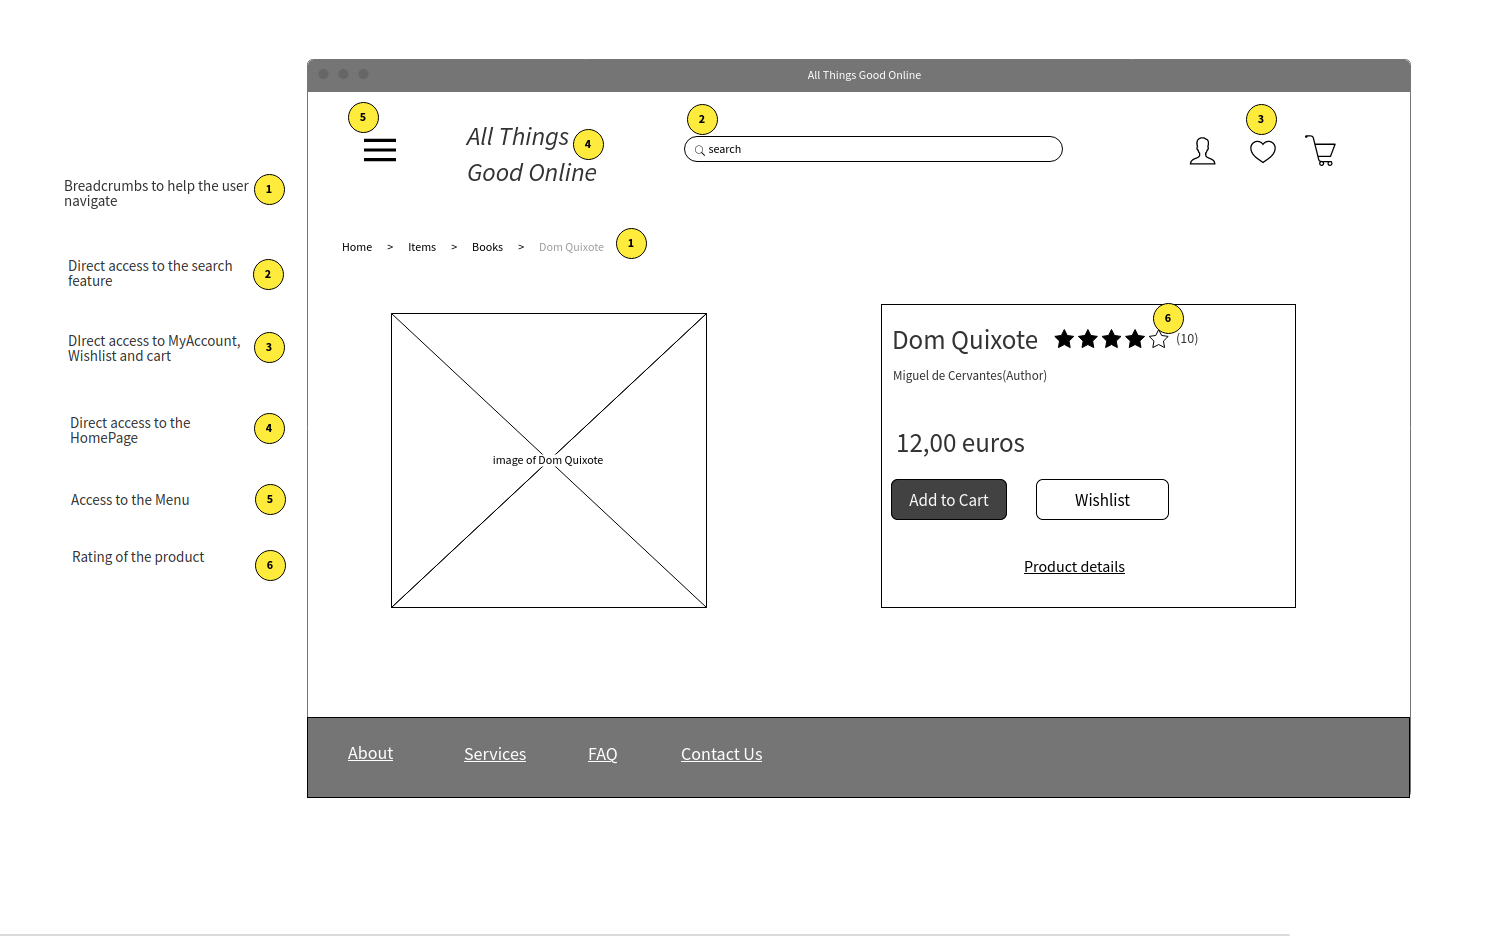 All Things Good Online
5
2
3
All Things
4
search
Good Online
Breadcrumbs to help the user
navigate
1
Home > Items > Books > Dom Quixote
1
Direct access to the search
feature
2
6
DIrect access to MyAccount,
Wishlist and cart
3
Dom Quixote (10)
Miguel de Cervantes(Author)
Direct access to the
HomePage
4
12,00 euros
image of Dom Quixote
Access to the Menu
5
Add to Cart
Wishlist
Rating of the product
6
Product details
About
Services
FAQ
Contact Us